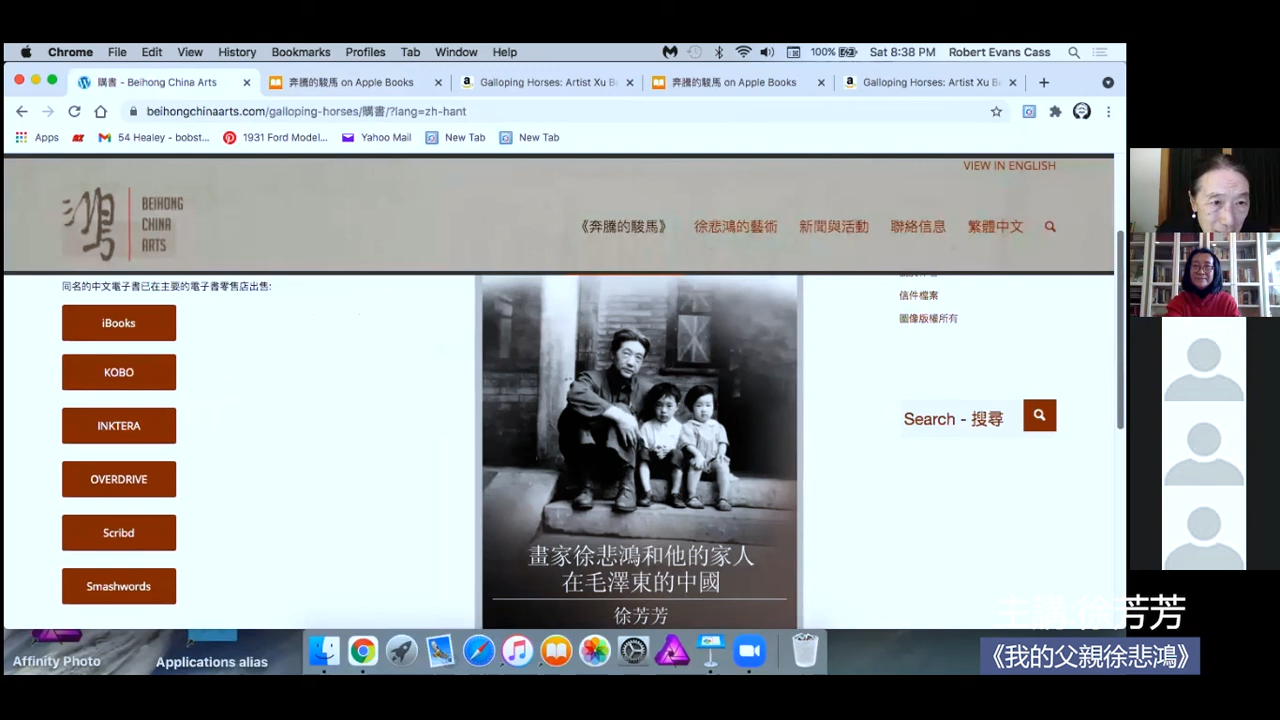 Chrome File Edit View History Bookmarks Profiles Tab Window Help 100% Sat 8:38 PM Robert Evans Cass
購書 - Beihong China Arts 奔騰的駿馬 on Apple Books Galloping Horses: Artist Xu Be 奔騰的駿馬 on Apple Books Galloping Horses: Artist Xu Be
beihongchinaarts.com/galloping-horses/購書/?lang=zh-hant
Apps 54 Healey - bobst... 1931 Ford Model... Yahoo Mail New Tab New Tab
VIEW IN ENGLISH
鴻
BEIHONG
CHINA
ARTS
《奔騰的駿馬》 徐悲鴻的藝術 新聞與活動 聯絡信息 繁體中文
同名的中文電子書已在主要的電子書零售店出售:
iBooks
KOBO
INKTERA
OVERDRIVE
Scribd
Smashwords
畫家徐悲鴻和他的家人
在毛澤東的中國
徐芳芳
信件檔案
圖像版權所有
Search - 搜尋
主講:徐芳芳
《我的父親徐悲鴻》
Affinity Photo Applications alias